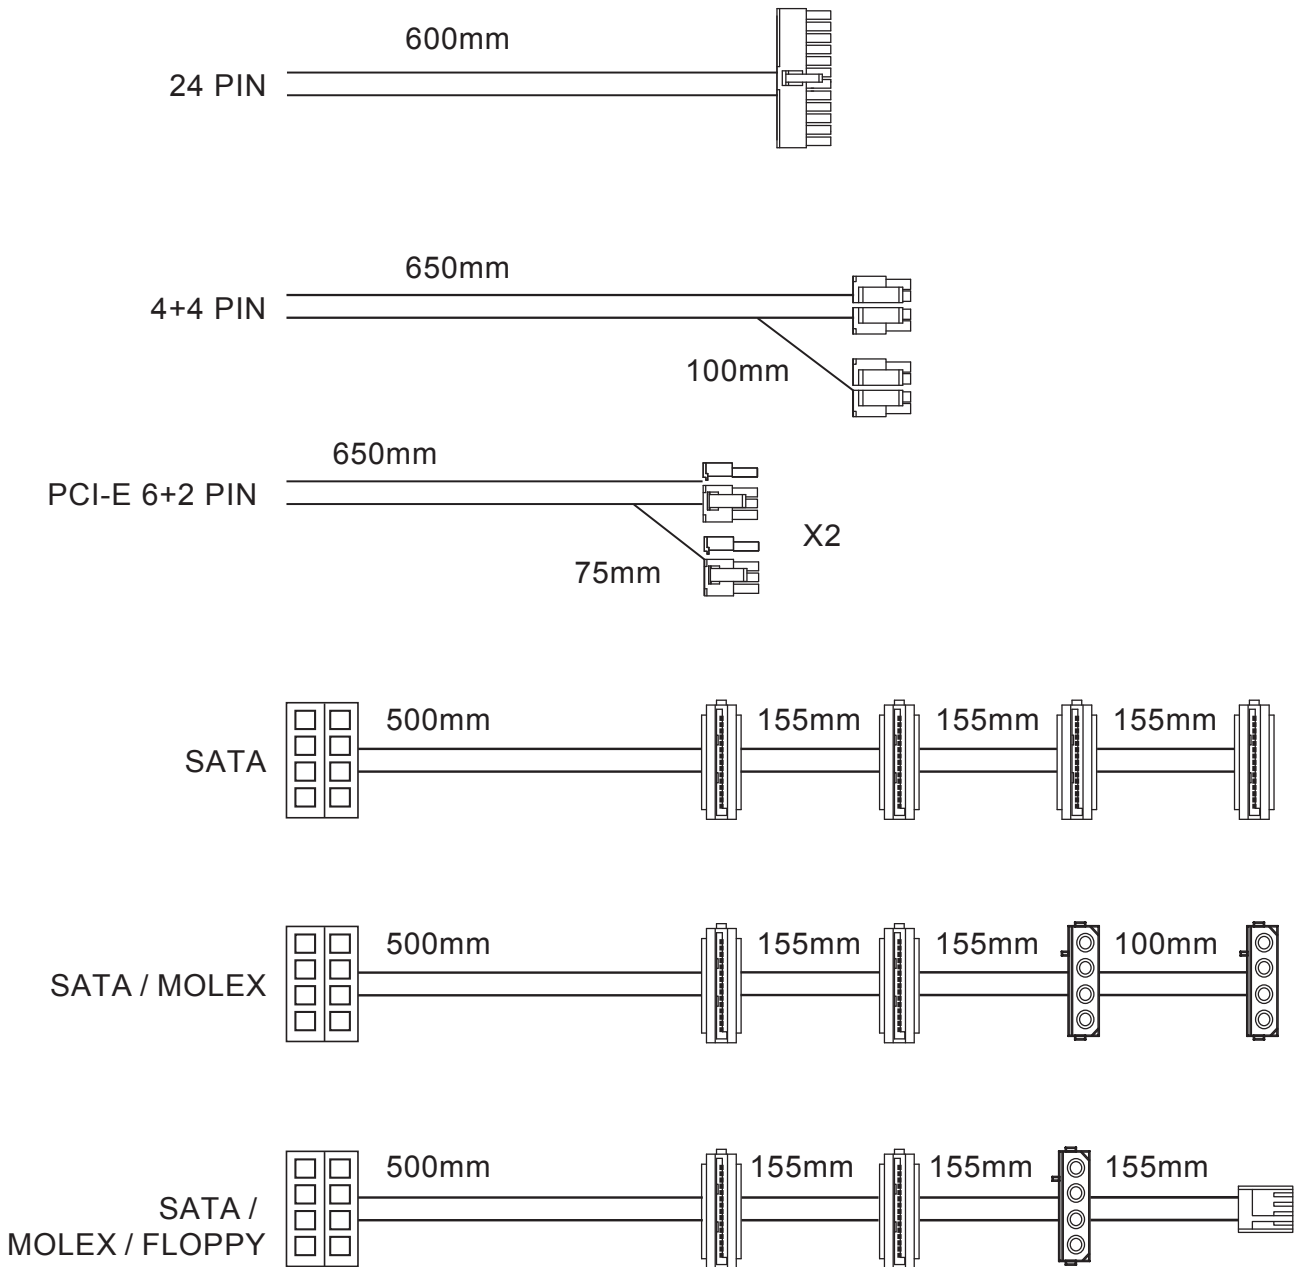 600mm
24 PIN
650mm
4+4 PIN
100mm
650mm
PCI-E 6+2 PIN
X2
75mm
500mm 155mm 155mm 155mm
SATA
500mm 155mm 155mm 100mm
SATA / MOLEX
500mm 155mm 155mm 155mm
SATA /
MOLEX / FLOPPY